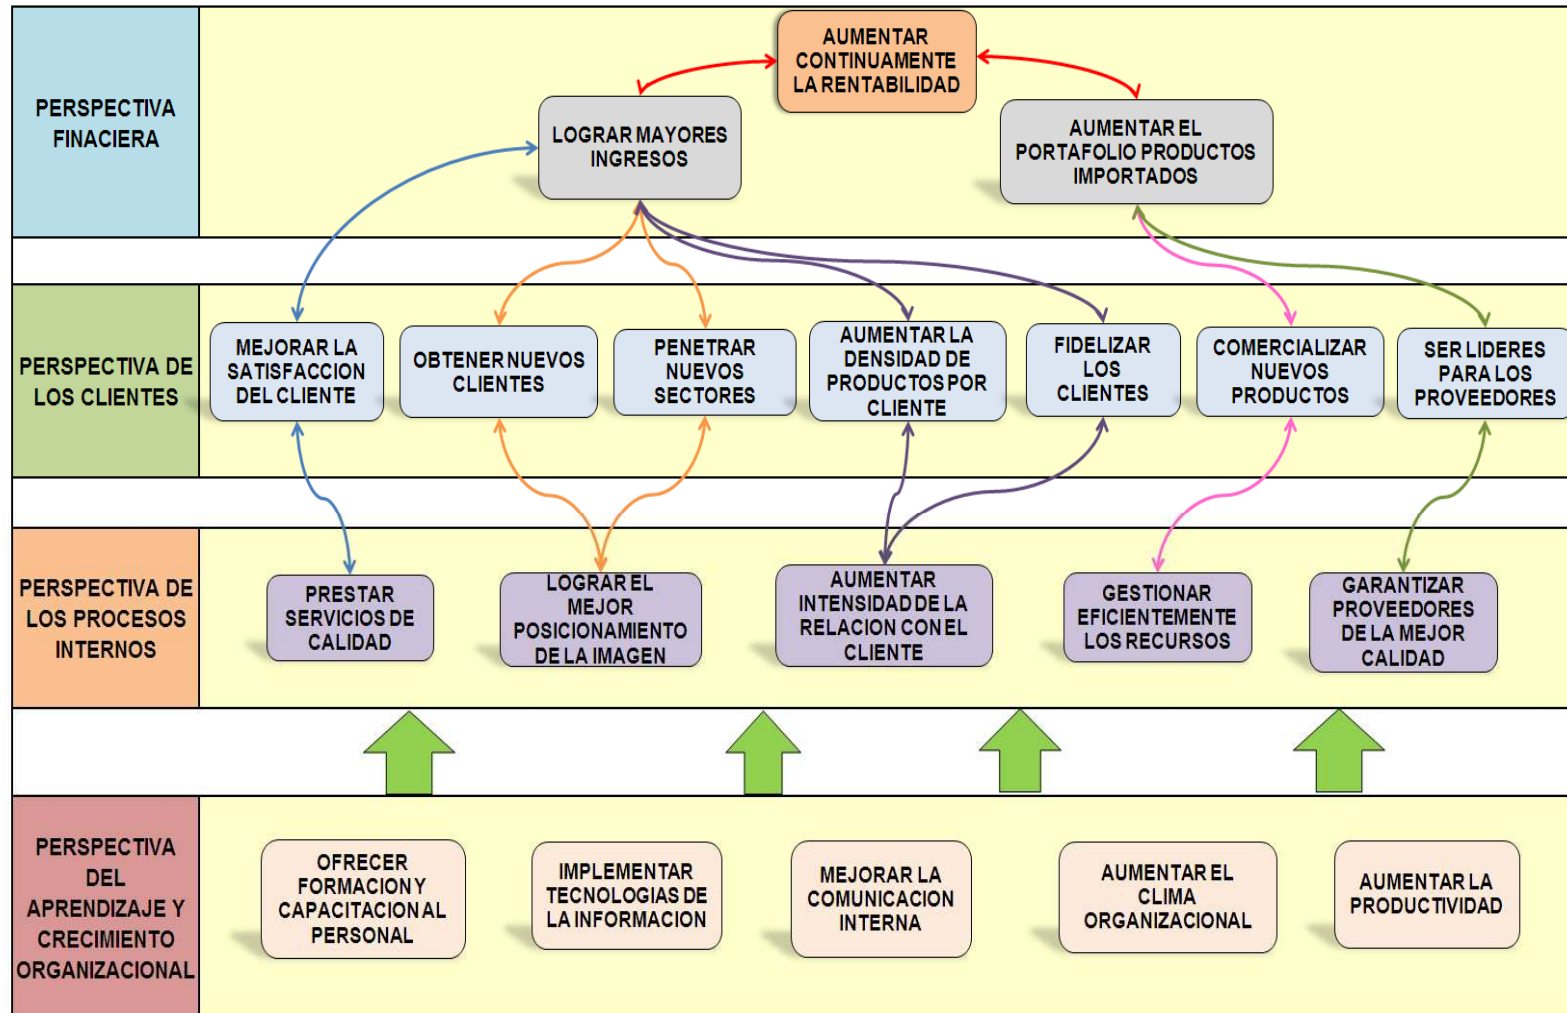 PERSPECTIVA
FINACIERA
AUMENTAR
CONTINUAMENTE
LA RENTABILIDAD
LOGRAR MAYORES
INGRESOS
AUMENTAR EL
PORTAFOLIO PRODUCTOS
IMPORTADOS
PERSPECTIVA DE
LOS CLIENTES
MEJORAR LA
SATISFACCION
DEL CLIENTE
OBTENER NUEVOS
CLIENTES
PENETRAR
NUEVOS
SECTORES
AUMENTAR LA
DENSIDAD DE
PRODUCTOS POR
CLIENTE
FIDELIZAR
LOS
CLIENTES
COMERCIALIZAR
NUEVOS
PRODUCTOS
SER LIDERES
PARA LOS
PROVEEDORES
PERSPECTIVA DE
LOS PROCESOS
INTERNOS
PRESTAR
SERVICIOS DE
CALIDAD
LOGRAR EL
MEJOR
POSICIONAMIENTO
DE LA IMAGEN
AUMENTAR
INTENSIDAD DE LA
RELACION CON EL
CLIENTE
GESTIONAR
EFICIENTEMENTE
LOS RECURSOS
GARANTIZAR
PROVEEDORES
DE LA MEJOR
CALIDAD
PERSPECTIVA
DEL
APRENDIZAJE Y
CRECIMIENTO
ORGANIZACIONAL
OFRECER
FORMACION Y
CAPACITACION AL
PERSONAL
IMPLEMENTAR
TECNOLOGIAS DE
LA INFORMACION
MEJORAR LA
COMUNICACION
INTERNA
AUMENTAR EL
CLIMA
ORGANIZACIONAL
AUMENTAR LA
PRODUCTIVIDAD